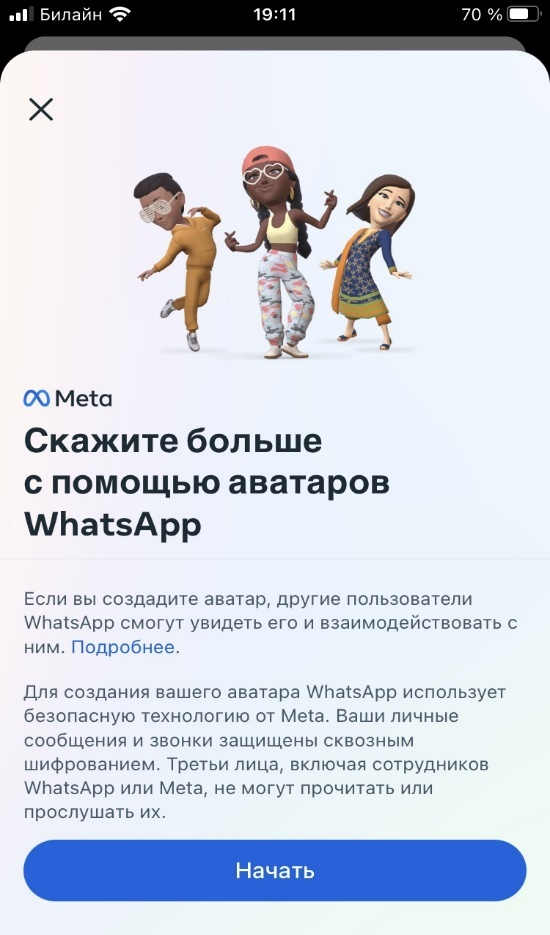 Билайн 19:11 70 %
Meta
Скажите больше
с помощью аватаров
WhatsApp
Если вы создадите аватар, другие пользователи
WhatsApp смогут увидеть его и взаимодействовать с
ним. Подробнее.
Для создания вашего аватара WhatsApp использует
безопасную технологию от Meta. Ваши личные
сообщения и звонки защищены сквозным
шифрованием. Третьи лица, включая сотрудников
WhatsApp или Meta, не могут прочитать или
прослушать их.
Начать